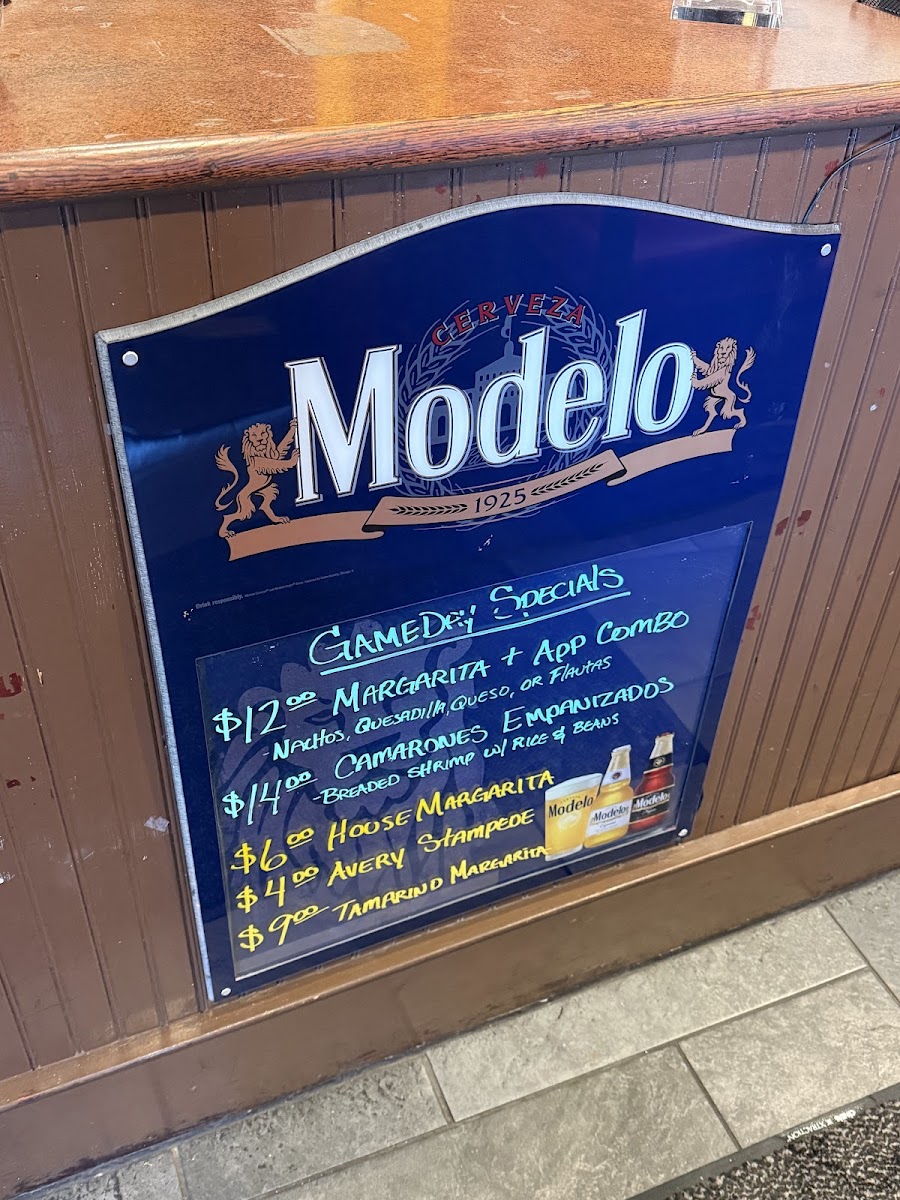 CERVEZA
Modelo
1925
Drink responsibly.
GAMEDAY SPECIALS
$12.00 MARGARITA + APP COMBO
NACHOS, QUESADILLA, QUESO, OR FLAUTAS
$14.00 CAMARONES EMPANIZADOS
-BREADED SHRIMP W/ RICE & BEANS
$6.00 HOUSE MARGARITA
$4.00 AVERY STAMPEDE
$9.00 TAMARIND MARGARITA
Modelo
Modelo
Modelo